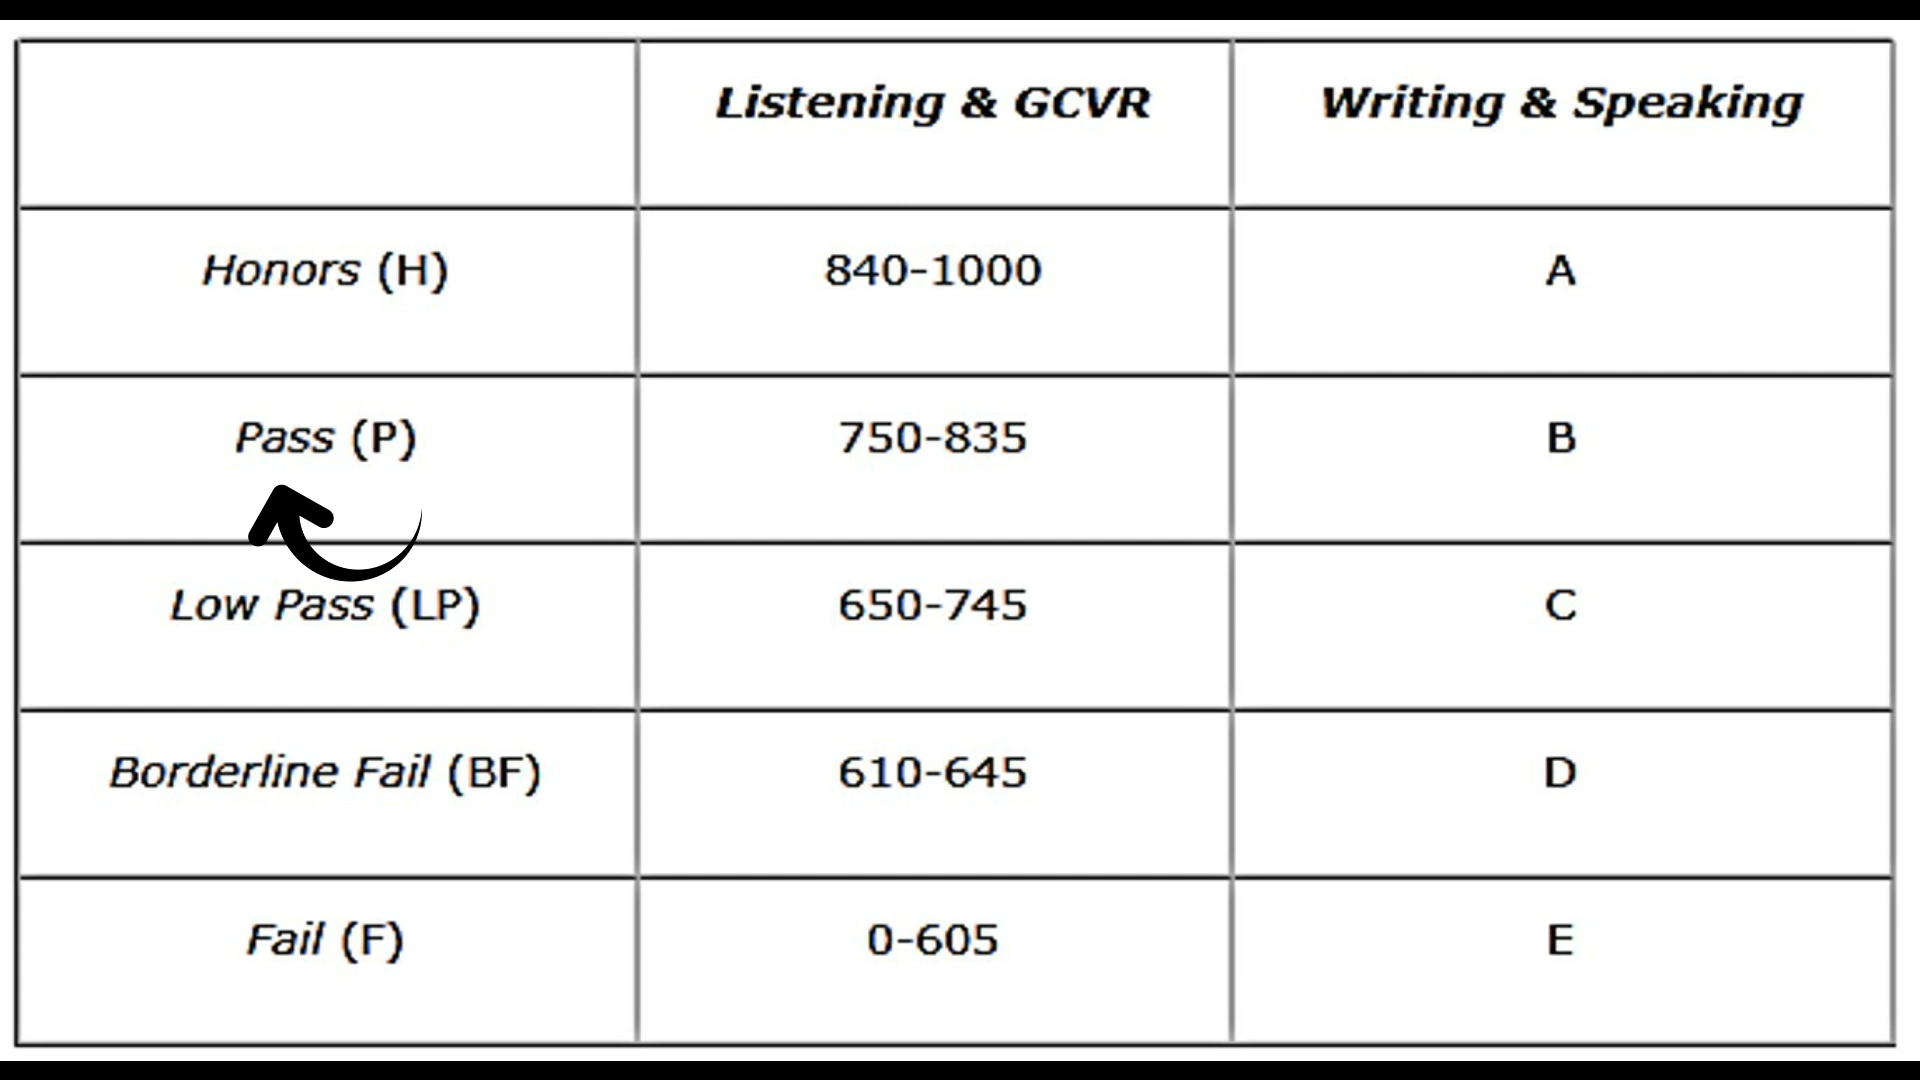 Listening & GCVR
Writing & Speaking
Honors (H)
840-1000
A
Pass (P)
750-835
B
Low Pass (LP)
650-745
C
Borderline Fail (BF)
610-645
D
Fail (F)
0-605
E